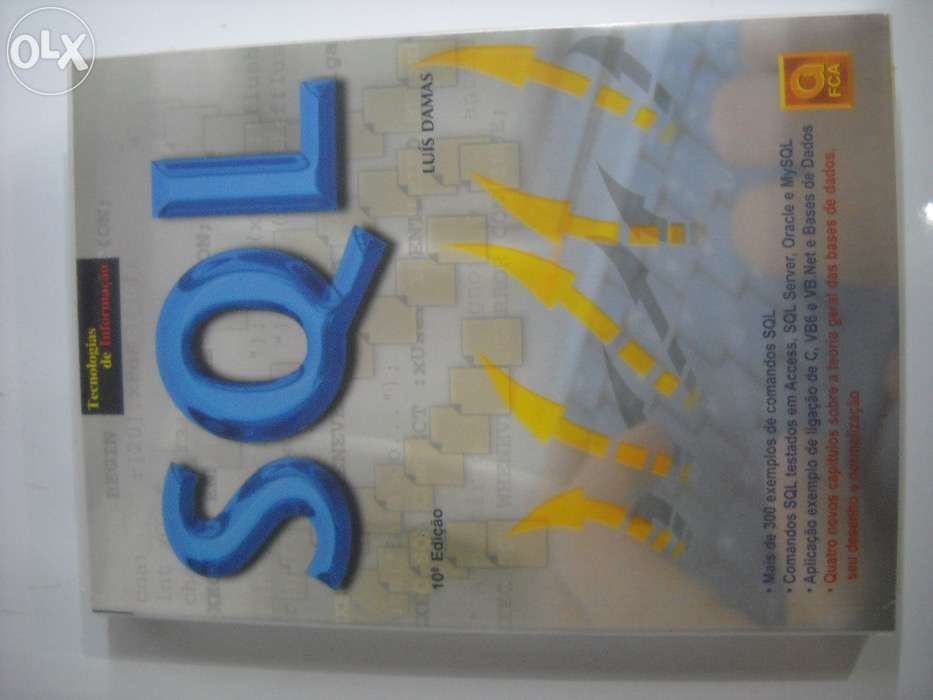 OLX
Tecnologias
de Informação
SQL
10ª Edição
LUÍS DAMAS
• Mais de 300 exemplos de comandos SQL
• Comandos SQL testados em Access, SQL Server, Oracle e MySQL
• Aplicação exemplo de ligação de C, VB6 e VB.Net e Bases de Dados
• Quatro novos capítulos sobre a teoria geral das bases de dados,
seu desenho e normalização
FCA